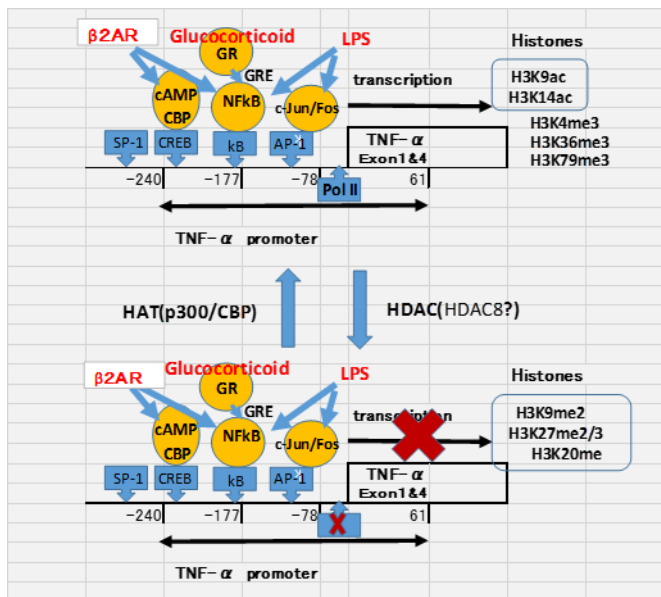 β2AR Glucocorticoid LPS Histones
GR
GRE
transcription
H3K9ac
H3K14ac
cAMP
CBP
NFkB
c-Jun/Fos
H3K4me3
H3K36me3
H3K79me3
SP-1 CREB kB AP-1
TNF-α
Exon1&4
-240 -177 -78 61
Pol II
TNF-α promoter
HAT(p300/CBP) HDAC(HDAC8?)
β2AR Glucocorticoid LPS Histones
GR
GRE
transcription
H3K9me2
H3K27me2/3
H3K20me
cAMP
CBP
NFkB
c-Jun/Fos
SP-1 CREB kB AP-1
TNF-α
Exon1&4
-240 -177 -78 61
X
TNF-α promoter